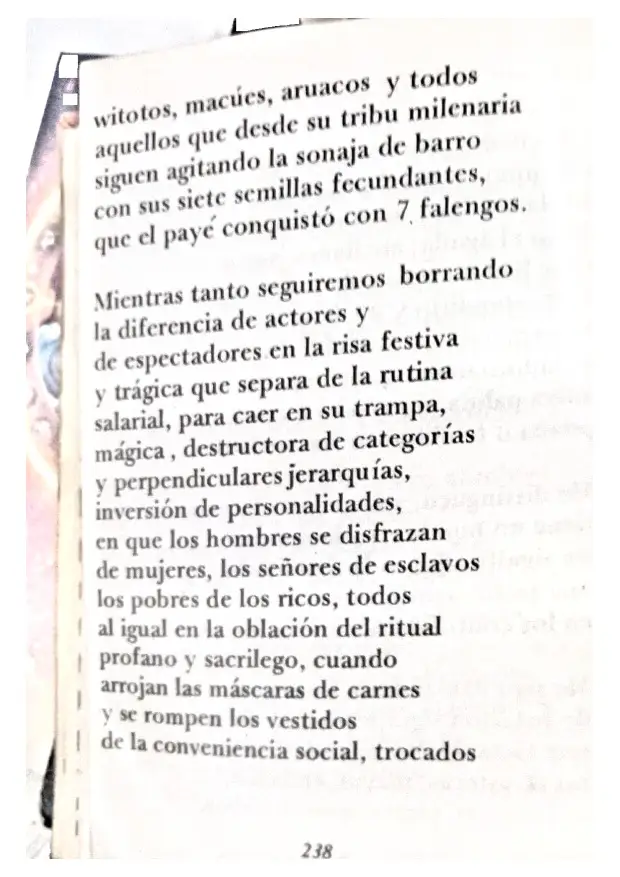 witotos, macúes, aruacos y todos
aquellos que desde su tribu milenaria
siguen agitando la sonaja de barro
con sus siete semillas fecundantes,
que el payé conquistó con 7 falengos.
Mientras tanto seguiremos borrando
la diferencia de actores y
de espectadores en la risa festiva
y trágica que separa de la rutina
salarial, para caer en su trampa,
mágica , destructora de categorías
y perpendiculares jerarquías,
inversión de personalidades,
en que los hombres se disfrazan
de mujeres, los señores de esclavos
los pobres de los ricos, todos
al igual en la oblación del ritual
profano y sacrilego, cuando
arrojan las máscaras de carnes
y se rompen los vestidos
de la conveniencia social, trocados
238